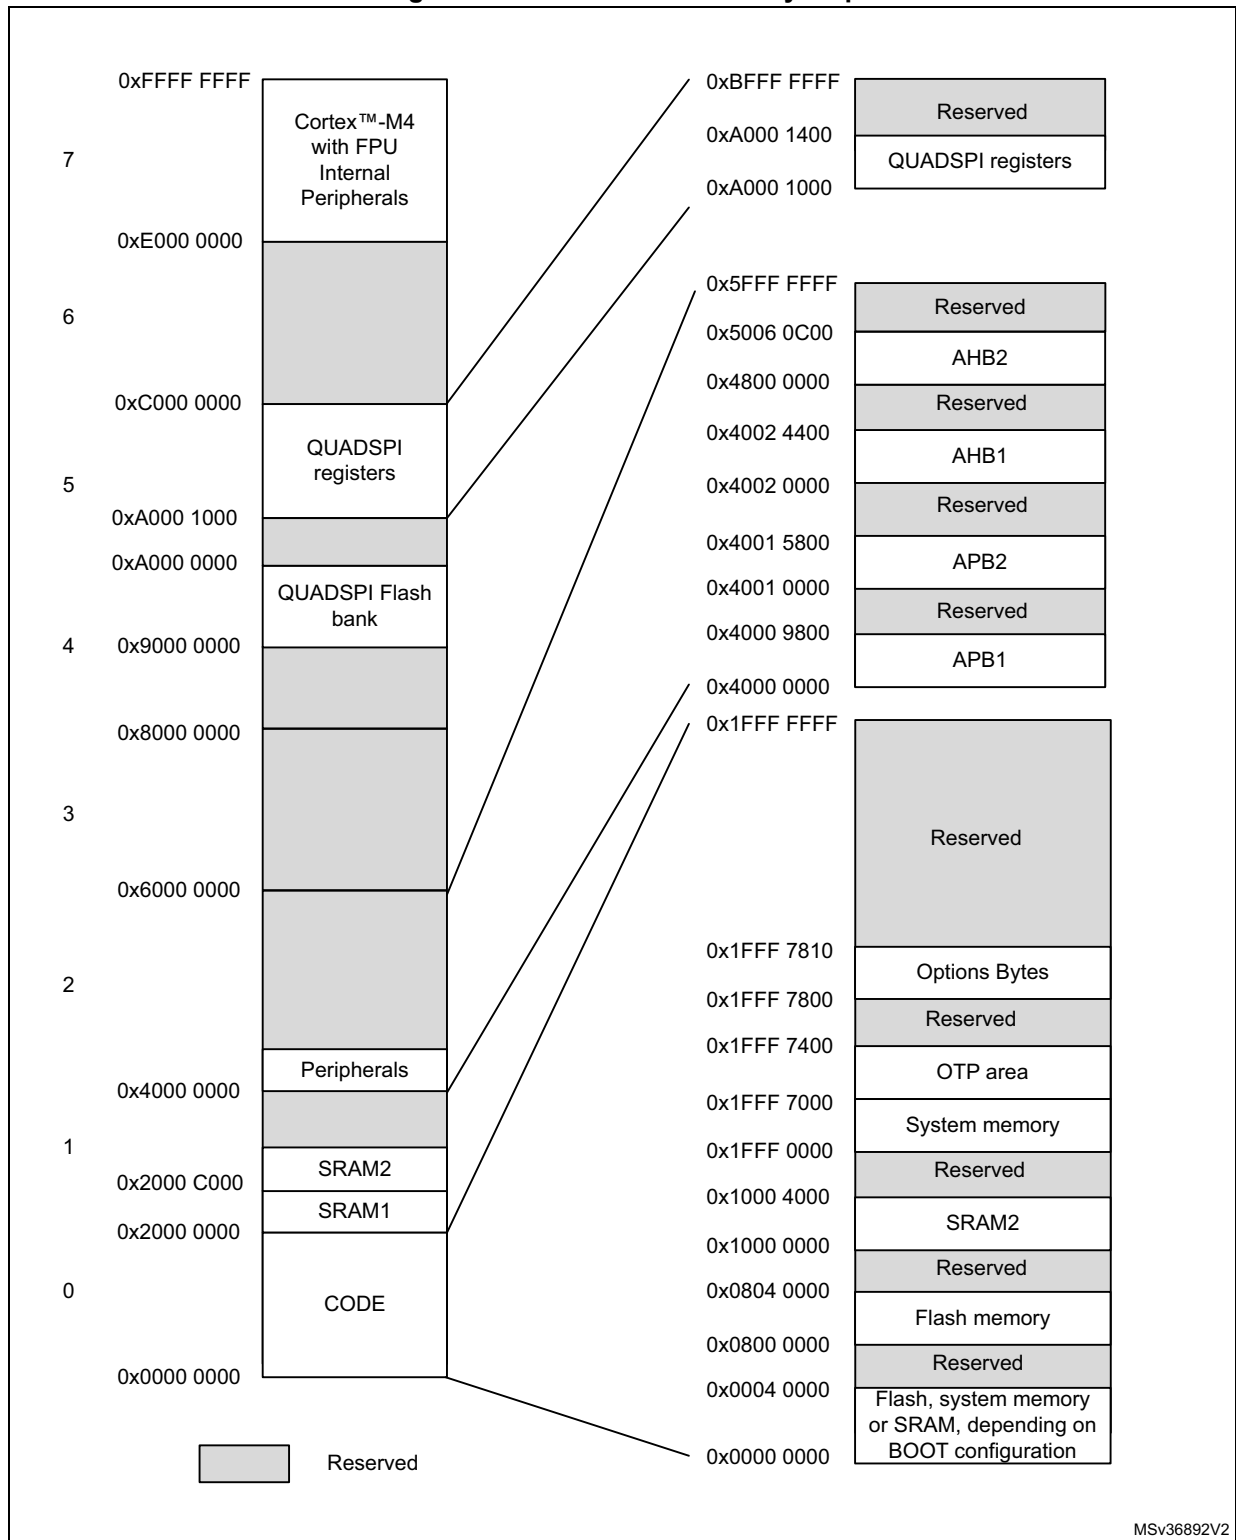 0xFFFF FFFF
Cortex™-M4
with FPU
Internal
Peripherals
7
0xE000 0000
6
0xC000 0000
QUADSPI
registers
5
0xA000 1000
0xA000 0000
QUADSPI Flash
bank
4
0x9000 0000
0x8000 0000
3
0x6000 0000
2
Peripherals
0x4000 0000
1
SRAM2
0x2000 C000
SRAM1
0x2000 0000
0
CODE
0x0000 0000
Reserved
0xBFFF FFFF
Reserved
0xA000 1400
QUADSPI registers
0xA000 1000
0x5FFF FFFF
Reserved
0x5006 0C00
AHB2
0x4800 0000
Reserved
0x4002 4400
AHB1
0x4002 0000
Reserved
0x4001 5800
APB2
0x4001 0000
Reserved
0x4000 9800
APB1
0x4000 0000
0x1FFF FFFF
Reserved
0x1FFF 7810
Options Bytes
0x1FFF 7800
Reserved
0x1FFF 7400
OTP area
0x1FFF 7000
System memory
0x1FFF 0000
Reserved
0x1000 4000
SRAM2
0x1000 0000
Reserved
0x0804 0000
Flash memory
0x0800 0000
Reserved
0x0004 0000
Flash, system memory
or SRAM, depending on
BOOT configuration
0x0000 0000
MSv36892V2